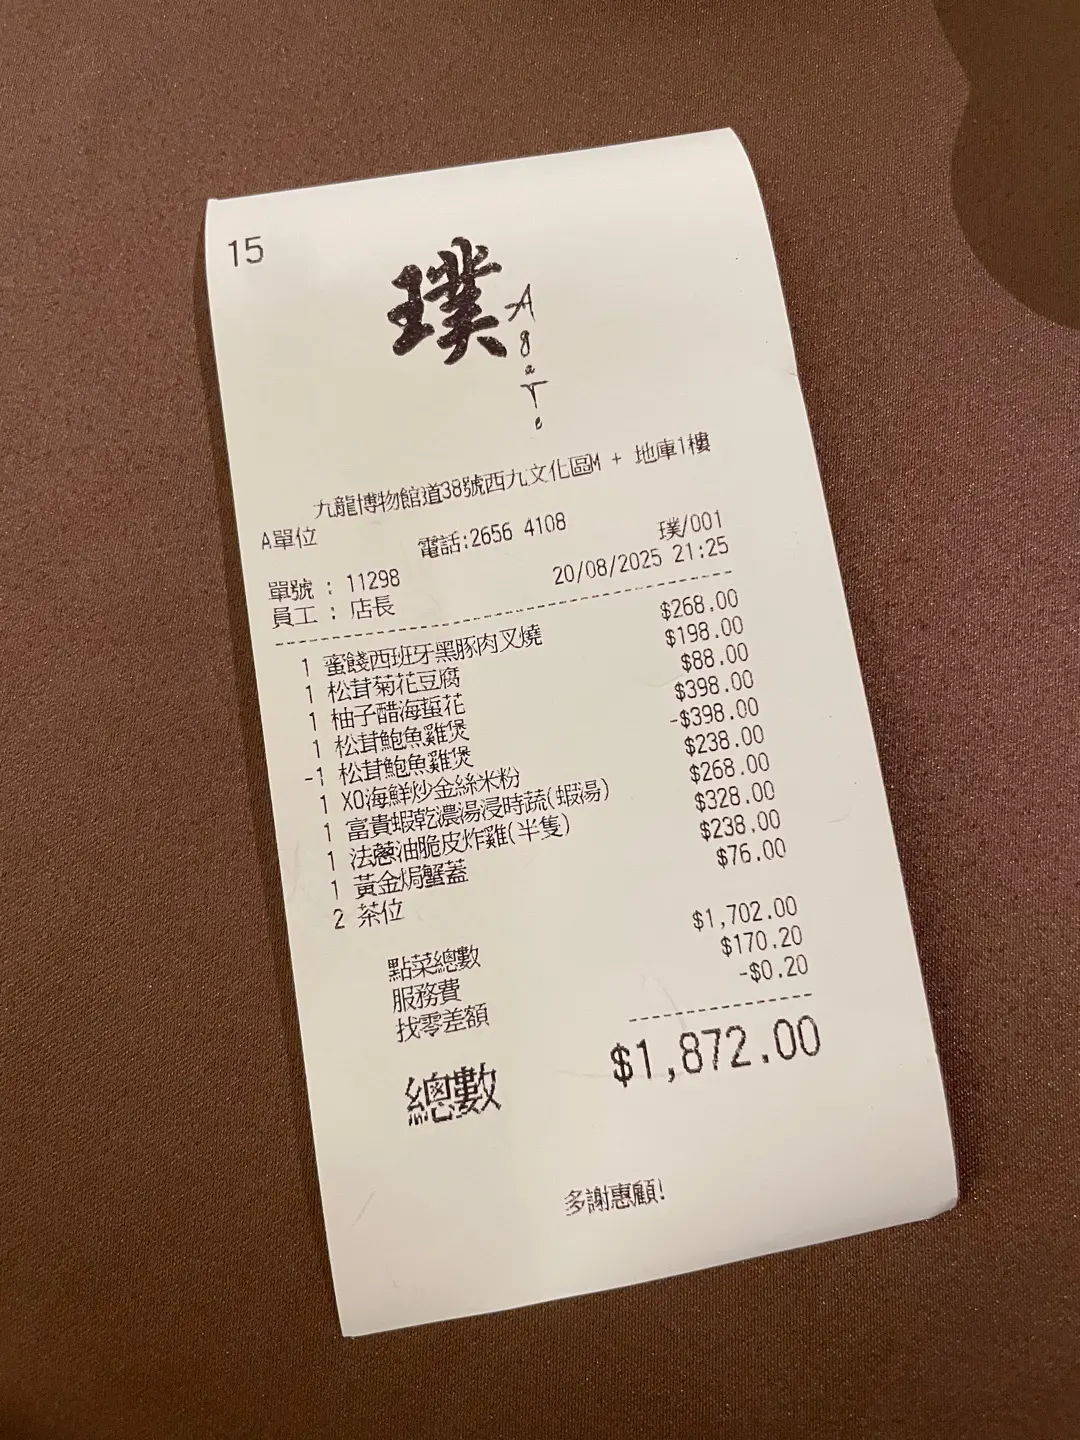 15
璞
Agate
九龍博物館道38號西九文化區M + 地庫1樓
A單位
電話:2656 4108
璞/001
單號 : 11298
20/08/2025 21:25
員工 : 店長
1 蜜餞西班牙黑豚肉叉燒 $268.00
1 松茸菊花豆腐 $198.00
1 柚子醋海蜇花 $88.00
1 松茸鮑魚雞煲 $398.00
-1 松茸鮑魚雞煲 -$398.00
1 XO海鮮炒金絲米粉 $238.00
1 富貴蝦乾濃湯浸時蔬(蝦湯) $268.00
1 法蔥油脆皮炸雞(半隻) $328.00
1 黃金焗蟹蓋 $238.00
2 茶位 $76.00
點菜總數 $1,702.00
服務費 $170.20
找零差額 -$0.20
總數 $1,872.00
多謝惠顧!